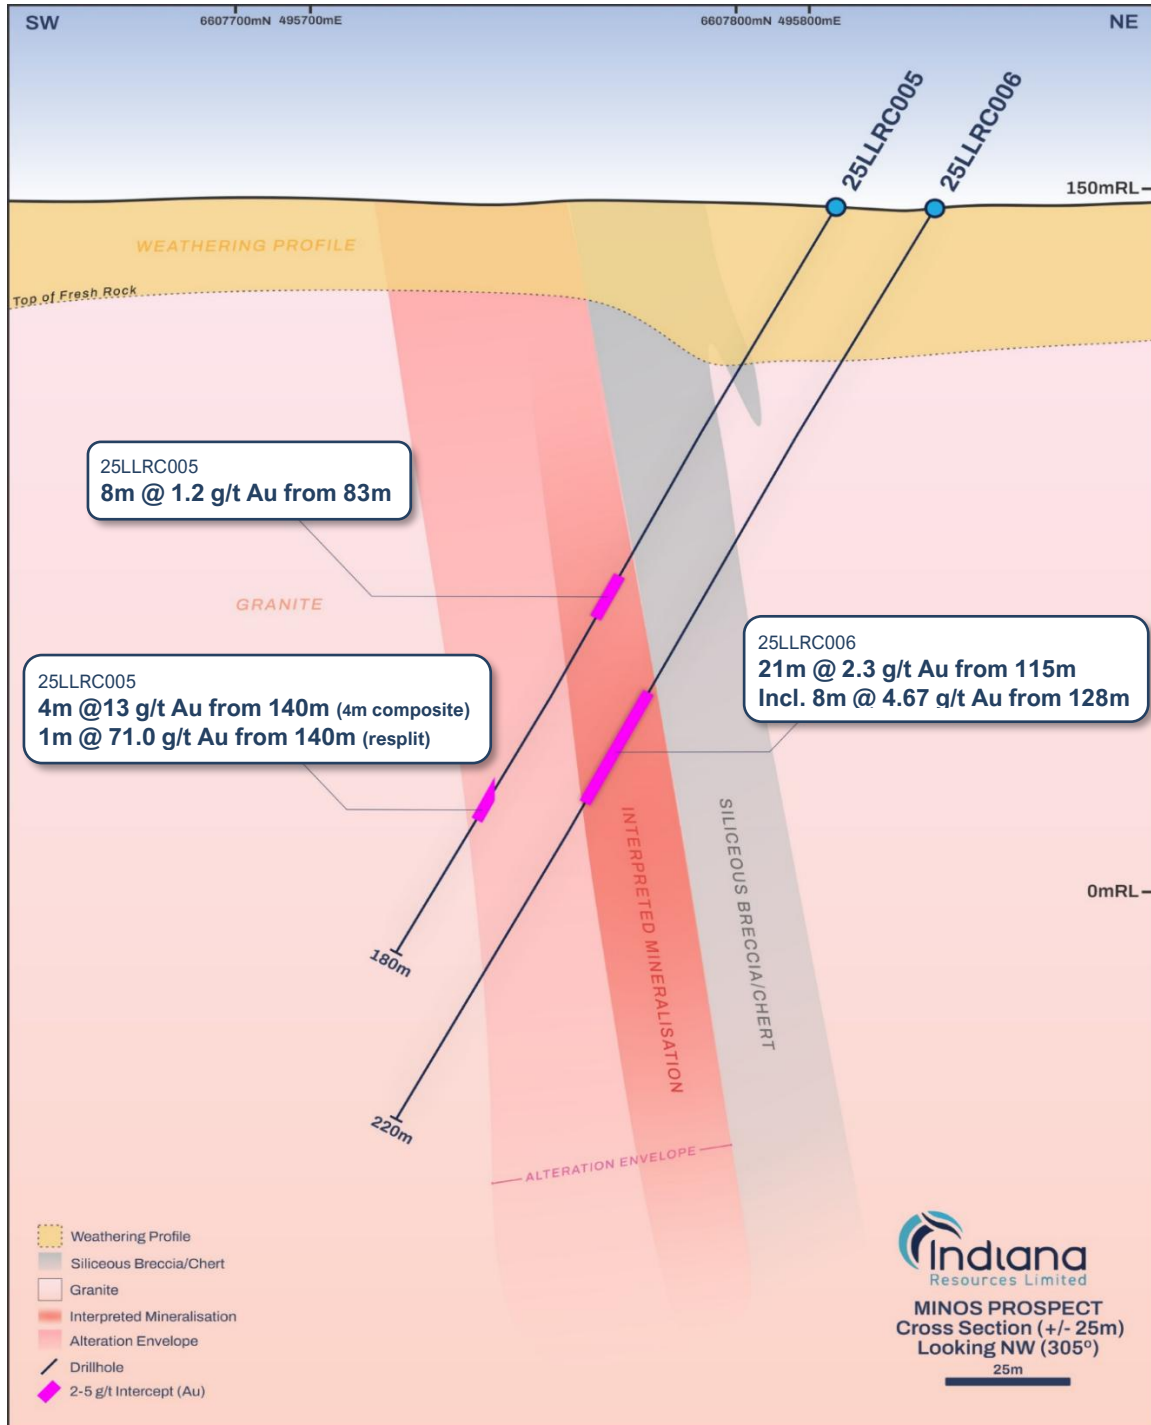 SW
6607700mN 495700mE
6607800mN 495800mE
NE
25LLRC005
25LLRC006
150mRL
WEATHERING PROFILE
Top of Fresh Rock
25LLRC005
8m @ 1.2 g/t Au from 83m
GRANITE
25LLRC006
21m @ 2.3 g/t Au from 115m
Incl. 8m @ 4.67 g/t Au from 128m
25LLRC005
4m @13 g/t Au from 140m (4m composite)
1m @ 71.0 g/t Au from 140m (resplit)
INTERPRETED MINERALISATION
SILICEOUS BRECCIA/CHERT
0mRL
180m
220m
ALTERATION ENVELOPE
Weathering Profile
Siliceous Breccia/Chert
Granite
Interpreted Mineralisation
Alteration Envelope
Drillhole
2-5 g/t Intercept (Au)
Indiana
Resources Limited
MINOS PROSPECT
Cross Section (+/- 25m)
Looking NW (305º)
25m